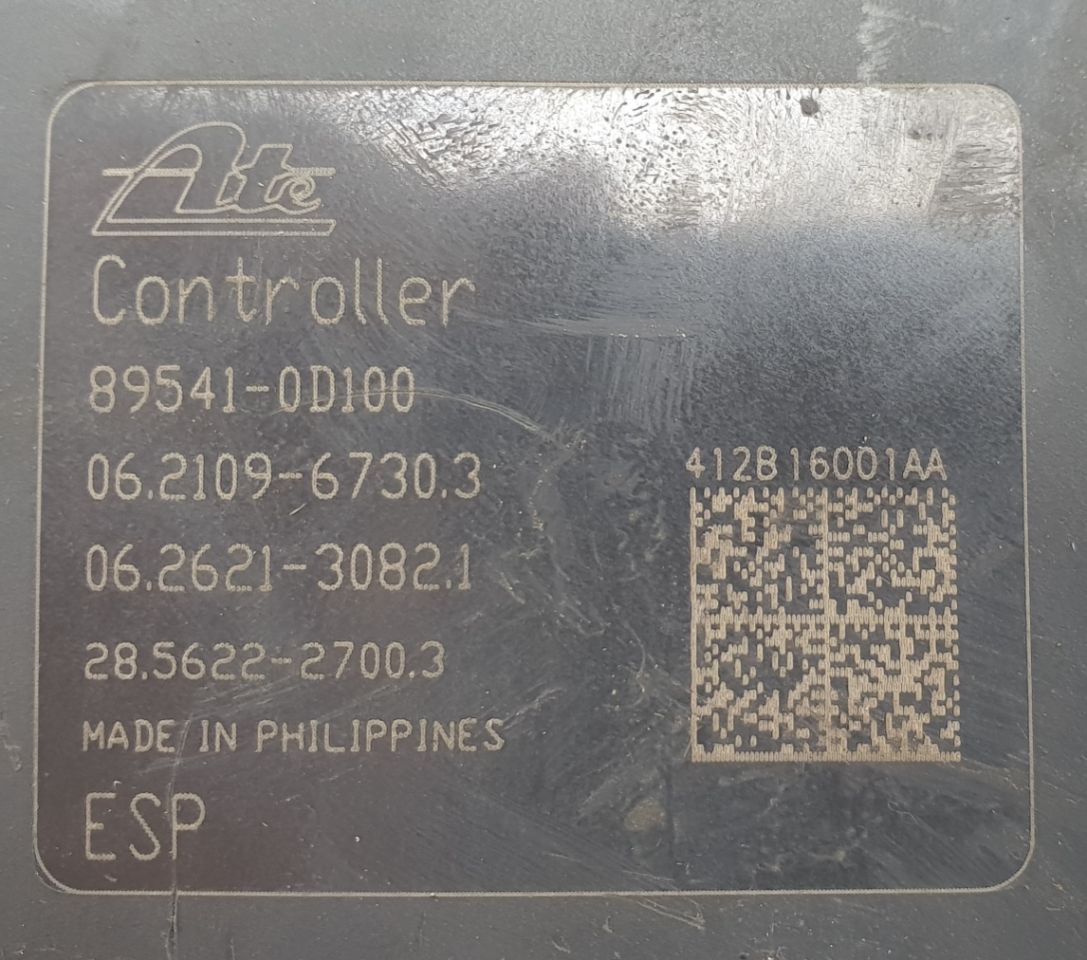 Ate
Controller
89541-0D100
06.2109-6730.3
06.2621-3082.1
28.5622-2700.3
MADE IN PHILIPPINES
ESP
412B16001AA